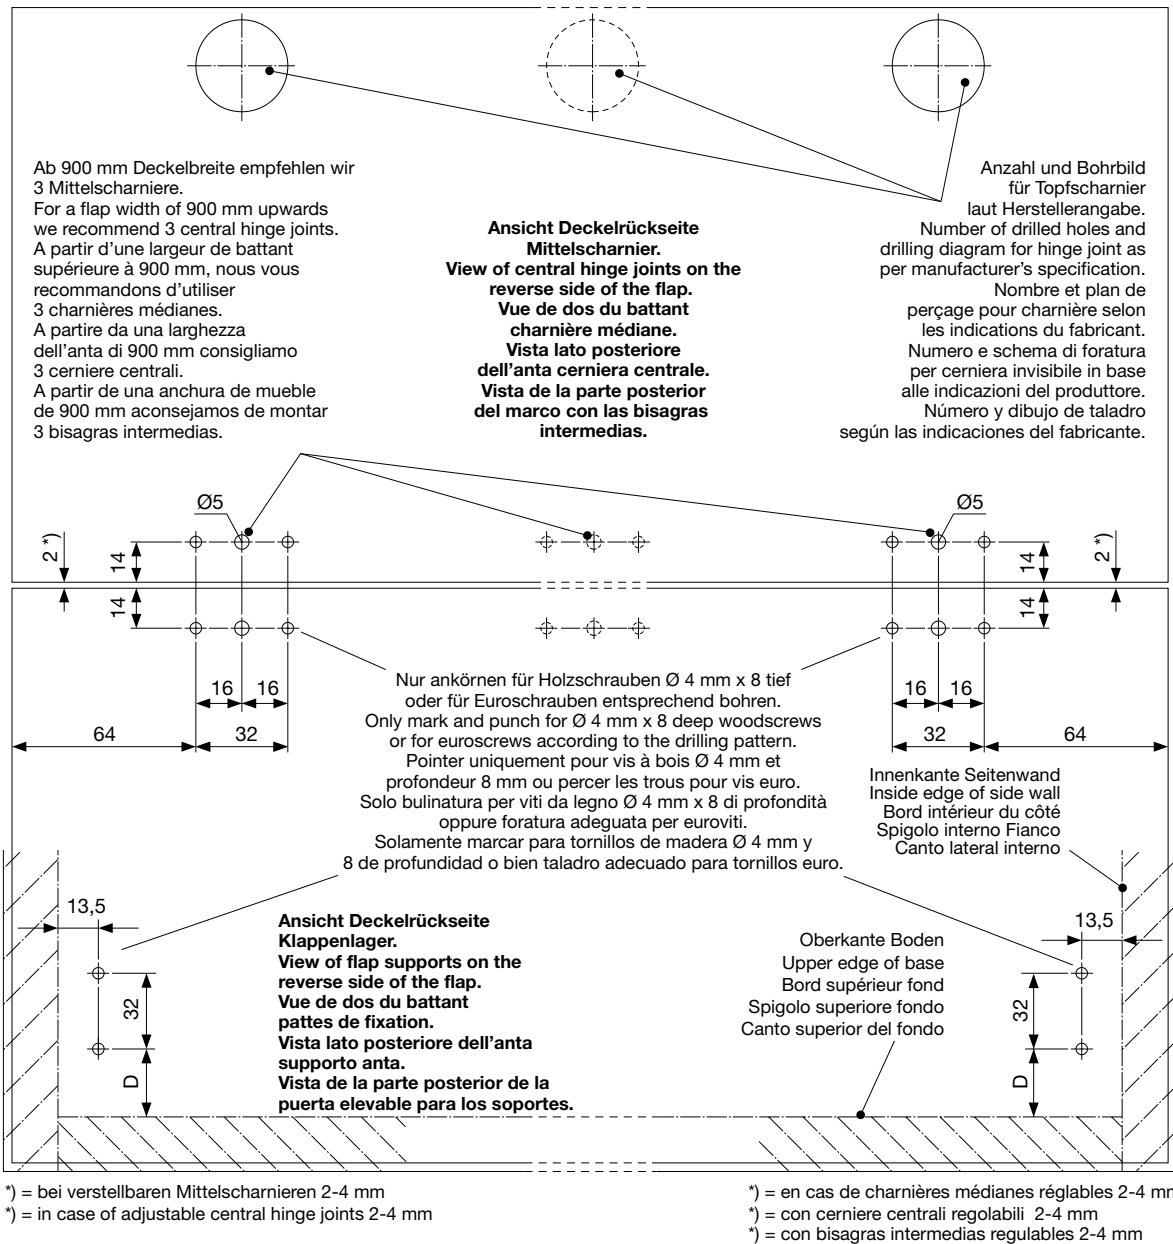 Ab 900 mm Deckelbreite empfehlen wir
3 Mittelscharniere.
For a flap width of 900 mm upwards
we recommend 3 central hinge joints.
A partir d'une largeur de battant
supérieure à 900 mm, nous vous
recommandons d'utiliser
3 charnières médianes.
A partire da una larghezza
dell'anta di 900 mm consigliamo
3 cerniere centrali.
A partir de una anchura de mueble
de 900 mm aconsejamos de montar
3 bisagras intermedias.
Ansicht Deckelrückseite
Mittelscharnier.
View of central hinge joints on the
reverse side of the flap.
Vue de dos du battant
charnière médiane.
Vista lato posteriore
dell'anta cerniera centrale.
Vista de la parte posterior
del marco con las bisagras
intermedias.
Anzahl und Bohrbild
für Topfscharnier
laut Herstellerangabe.
Number of drilled holes and
drilling diagram for hinge joint as
per manufacturer's specification.
Nombre et plan de
perçage pour charnière selon
les indications du fabricant.
Numero e schema di foratura
per cerniera invisibile in base
alle indicazioni del produttore.
Número y dibujo de taladro
según las indicaciones del fabricante.
Ø5
Ø5
2 *)
14
14
2 *)
14
14
16 16
16 16
64
32
32
64
Nur ankörnen für Holzschrauben Ø 4 mm x 8 tief
oder für Euroschrauben entsprechend bohren.
Only mark and punch for Ø 4 mm x 8 deep woodscrews
or for euroscrews according to the drilling pattern.
Pointer uniquement pour vis à bois Ø 4 mm et
profondeur 8 mm ou percer les trous pour vis euro.
Solo bulinatura per viti da legno Ø 4 mm x 8 di profondità
oppure foratura adeguata per euroviti.
Solamente marcar para tornillos de madera Ø 4 mm y
8 de profundidad o bien taladro adecuado para tornillos euro.
Innenkante Seitenwand
Inside edge of side wall
Bord intérieur du côté
Spigolo interno Fianco
Canto lateral interno
13,5
13,5
32
D
32
D
Ansicht Deckelrückseite
Klappenlager.
View of flap supports on the
reverse side of the flap.
Vue de dos du battant
pattes de fixation.
Vista lato posteriore dell'anta
supporto anta.
Vista de la parte posterior de la
puerta elevable para los soportes.
Oberkante Boden
Upper edge of base
Bord supérieur fond
Spigolo superiore fondo
Canto superior del fondo
*) = bei verstellbaren Mittelscharnieren 2-4 mm
*) = in case of adjustable central hinge joints 2-4 mm
*) = en cas de charnières médianes réglables 2-4 mm
*) = con cerniere centrali regolabili 2-4 mm
*) = con bisagras intermedias regulables 2-4 mm